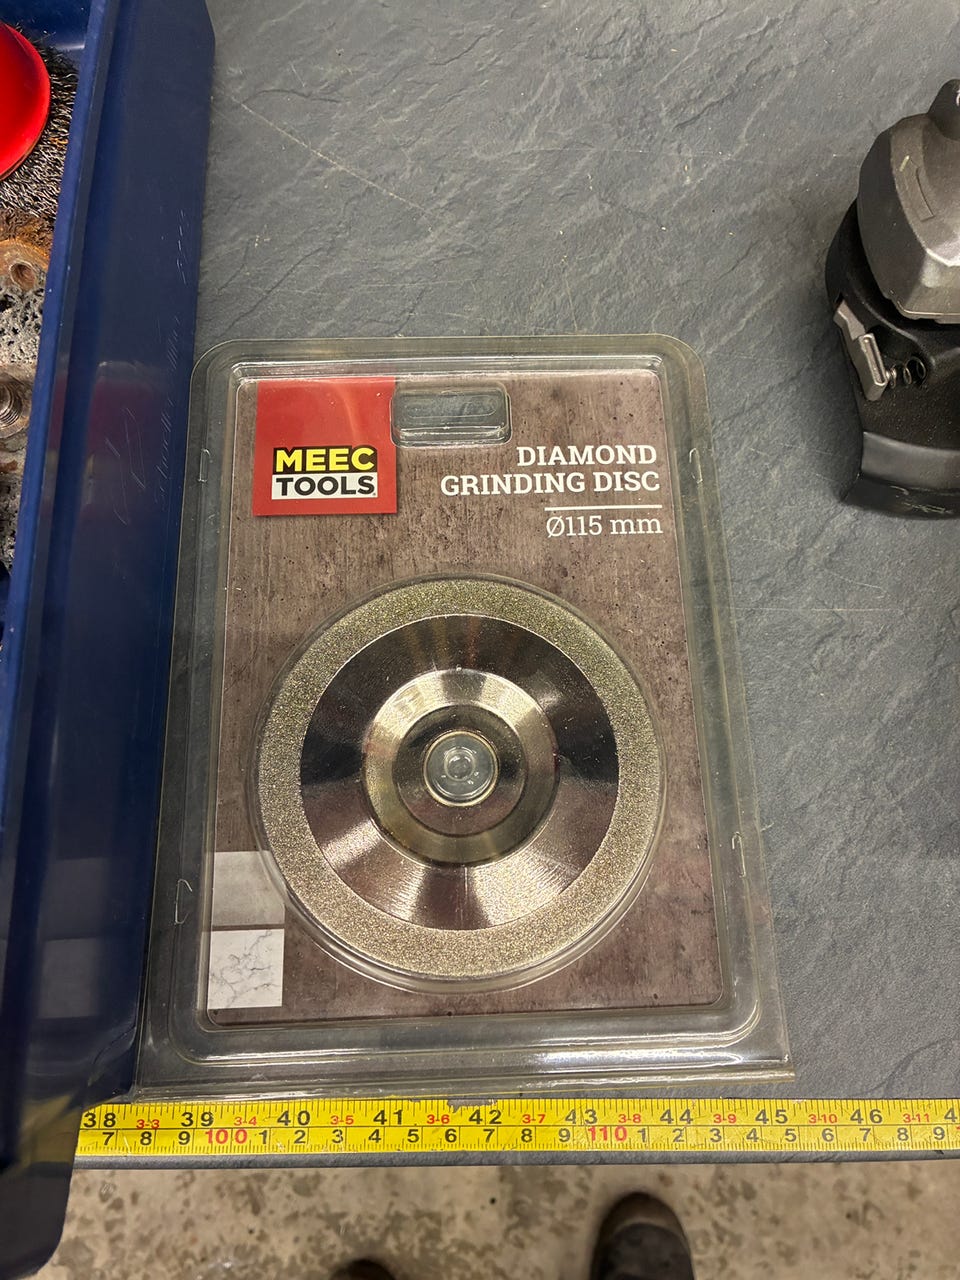 MEEC
TOOLS
DIAMOND
GRINDING DISC
Ø115 mm
38 3-3 39 3-4 40 3-5 41 3-6 42 3-7 43 3-8 44 3-9 45 3-10 46 3-11
7 8 9 100 1 2 3 4 5 6 7 8 9 110 1 2 3 4 5 6 7 8 9